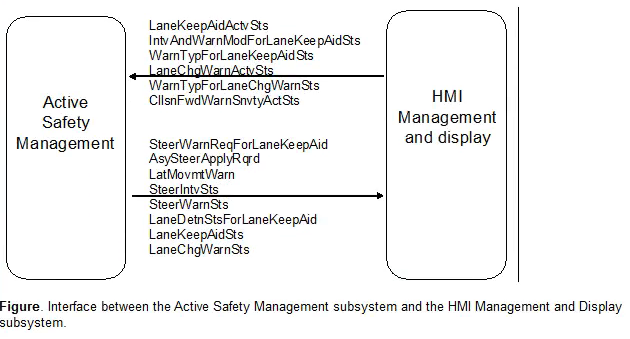 LaneKeepAidActvSts
IntvAndWarnModForLaneKeepAidSts
WarnTypForLaneKeepAidSts
LaneChgWarnActvSts
WarnTypForLaneChgWarnSts
CllsnFwdWarnSnvtyActSts
Active
Safety
Management
HMI
Management
and display
SteerWarnReqForLaneKeepAid
AsySteerApplyRqrd
LatMovmtWarn
SteerIntvSts
SteerWarnSts
LaneDetnStsForLaneKeepAid
LaneKeepAidSts
LaneChgWarnSts
Figure. Interface between the Active Safety Management subsystem and the HMI Management and Display
subsystem.